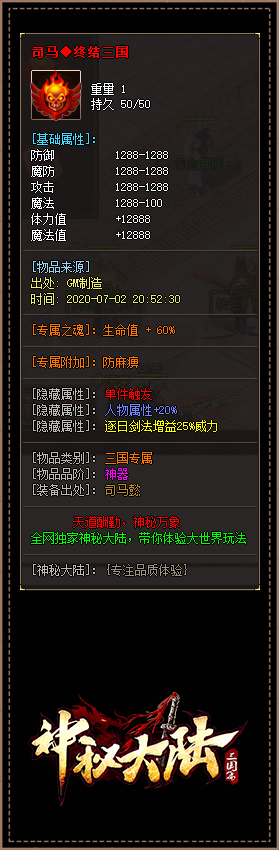 司马◆终结三国
重量 1
持久 50/50
[基础属性]:
防御 1288-1288
魔防 1288-1288
攻击 1288-1288
魔法 1288-100
体力值 +12888
魔法值 +12888
[物品来源]
出处: GM制造
时间: 2020-07-02 20:52:30
[专属之魂]: 生命值 + 60%
[专属附加]: 防麻痹
[隐藏属性]: 单件触发
[隐藏属性]: 人物属性+20%
[隐藏属性]: 逐日剑法增益25%威力
[物品类别]: 三国专属
[物品品阶]: 神器
[装备出处]: 司马懿
天道酬勤，神秘万象
全网独家神秘大陆，带你体验大世界玩法
[神秘大陆]: {专注品质体验}
神秘大陆
三国篇